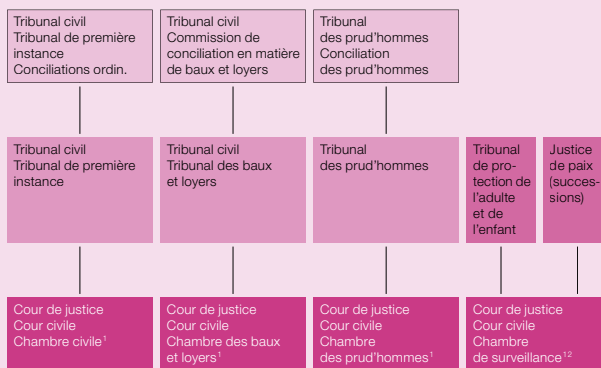 Tribunal civil
Tribunal de première
instance
Conciliations ordin.
Tribunal civil
Commission de
conciliation en matière
de baux et loyers
Tribunal
des prud'hommes
Conciliation
des prud'hommes
Tribunal civil
Tribunal de première
instance
Tribunal civil
Tribunal des baux
et loyers
Tribunal
des prud'hommes
Tribunal
de pro-
tection de
l'adulte
et de
l'enfant
Justice
de paix
(succes-
sions)
Cour de justice
Cour civile
Chambre civile¹
Cour de justice
Cour civile
Chambre des baux
et loyers¹
Cour de justice
Cour civile
Chambre
des prud'hommes¹
Cour de justice
Cour civile
Chambre
de surveillance¹²